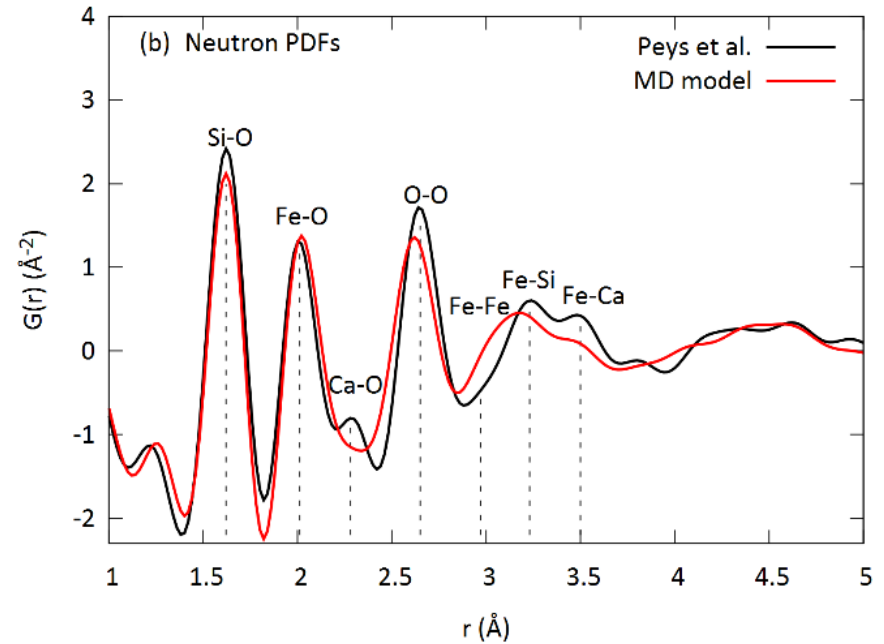 (b) Neutron PDFs
Peys et al.
MD model
Si-O
Fe-O
Ca-O
O-O
Fe-Fe
Fe-Si
Fe-Ca
G(r) (Å⁻²)
4
3
2
1
0
-1
-2
1
1.5
2
2.5
3
3.5
4
4.5
5
r (Å)